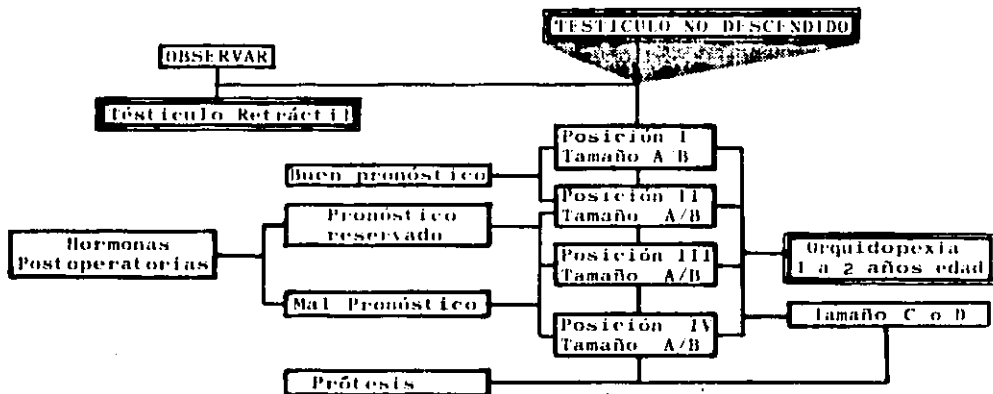 TESTICULO NO DESCENDIDO
OBSERVAR
Téstículo Retráctil
Posición I
Tamaño A B
Buen pronóstico
Posición II
Tamaño A/B
Pronóstico
reservado
Hormonas
Postoperatorias
Posición III
Tamaño A/B
Orquidopexia
1 a 2 años edad
Mal Pronóstico
Tamaño C o D
Posición IV
Tamaño A/B
Prótesis